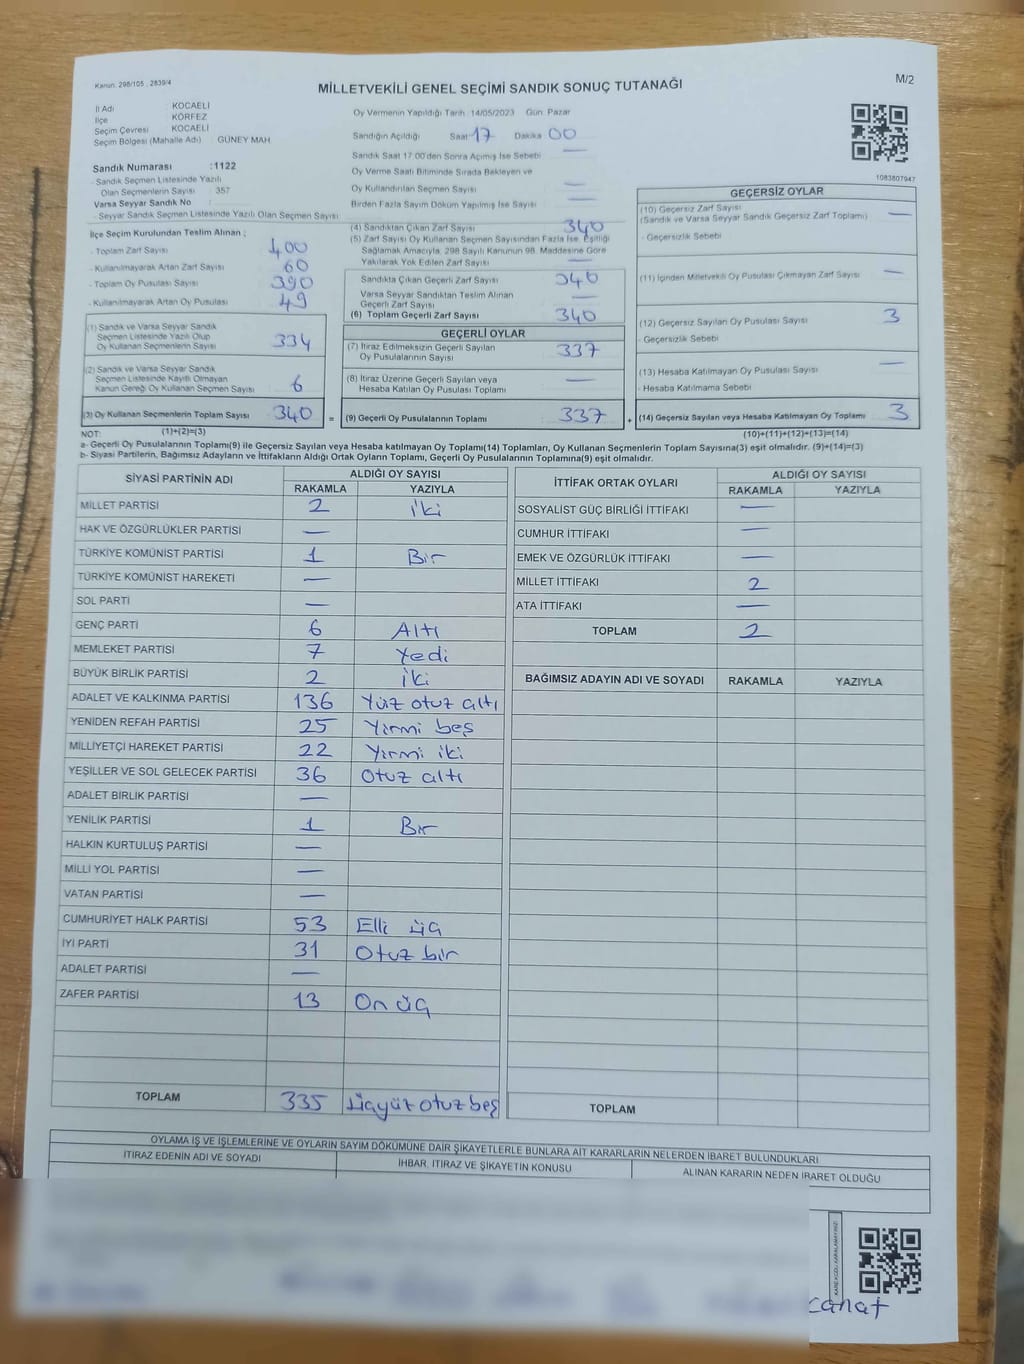 Kanun: 298/105 , 2839/4
MİLLETVEKİLİ GENEL SEÇİMİ SANDIK SONUÇ TUTANAĞI
M/2
İl Adı : KOCAELİ
İlçe : KÖRFEZ
Seçim Çevresi : KOCAELİ
Seçim Bölgesi (Mahalle Adı) : GÜNEY MAH
Sandık Numarası :1122
- Sandık Seçmen Listesinde Yazılı
Olan Seçmenlerin Sayısı : 357
Varsa Seyyar Sandık No :
- Seyyar Sandık Seçmen Listesinde Yazılı Olan Seçmen Sayısı :
İlçe Seçim Kurulundan Teslim Alınan ;
- Toplam Zarf Sayısı : 400
- Kullanılmayarak Artan Zarf Sayısı : 60
- Toplam Oy Pusulası Sayısı : 390
- Kullanılmayarak Artan Oy Pusulası : 49
Oy Vermenin Yapıldığı Tarih :14/05/2023 Gün: Pazar
Sandığın Açıldığı Saat 17 Dakika 00
Sandık Saat 17:00'den Sonra Açılmış İse Sebebi —
Oy Verme Saati Bitiminde Sırada Bekleyen ve
Oy Kullandırılan Seçmen Sayısı —
Birden Fazla Sayım Döküm Yapılmış İse Sayısı —
(4) Sandıktan Çıkan Zarf Sayısı : 340
(5) Zarf Sayısı Oy Kullanan Seçmen Sayısından Fazla İse, Eşitliği
Sağlamak Amacıyla, 298 Sayılı Kanunun 98. Maddesine Göre
Yakılarak Yok Edilen Zarf Sayısı : —
Sandıkta Çıkan Geçerli Zarf Sayısı : 340
Varsa Seyyar Sandıktan Teslim Alınan
Geçerli Zarf Sayısı : —
(6) Toplam Geçerli Zarf Sayısı : 340
1083807947
GEÇERSİZ OYLAR
(10) Geçersiz Zarf Sayısı : —
(Sandık ve Varsa Seyyar Sandık Geçersiz Zarf Toplamı)
- Geçersizlik Sebebi :
(11) İçinden Milletvekili Oy Pusulası Çıkmayan Zarf Sayısı : —
(12) Geçersiz Sayılan Oy Pusulası Sayısı : 3
- Geçersizlik Sebebi :
(13) Hesaba Katılmayan Oy Pusulası Sayısı : —
- Hesaba Katılmama Sebebi :
(1) Sandık ve Varsa Seyyar Sandık
Seçmen Listesinde Yazılı Olup
Oy Kullanan Seçmenlerin Sayısı : 334
(2) Sandık ve Varsa Seyyar Sandık
Seçmen Listesinde Kayıtlı Olmayan
Kanun Gereği Oy Kullanan Seçmen Sayısı : 6
GEÇERLİ OYLAR
(7) İtiraz Edilmeksizin Geçerli Sayılan
Oy Pusulalarının Sayısı : 337
(8) İtiraz Üzerine Geçerli Sayılan veya
Hesaba Katılan Oy Pusulası Toplamı : —
(3) Oy Kullanan Seçmenlerin Toplam Sayısı : 340 = (9) Geçerli Oy Pusulalarının Toplamı : 337 + (14) Geçersiz Sayılan veya Hesaba Katılmayan Oy Toplamı : 3
NOT: (1)+(2)=(3) (10)+(11)+(12)+(13)=(14)
a- Geçerli Oy Pusulalarının Toplamı(9) ile Geçersiz Sayılan veya Hesaba katılmayan Oy Toplamı(14) Toplamları, Oy Kullanan Seçmenlerin Toplam Sayısına(3) eşit olmalıdır. (9)+(14)=(3)
b- Siyasi Partilerin, Bağımsız Adayların ve İttifakların Aldığı Ortak Oyların Toplamı, Geçerli Oy Pusulalarının Toplamına(9) eşit olmalıdır.
SİYASİ PARTİNİN ADI ALDIĞI OY SAYISI
RAKAMLA YAZIYLA
MİLLET PARTİSİ 2 İki
HAK VE ÖZGÜRLÜKLER PARTİSİ —
TÜRKİYE KOMÜNİST PARTİSİ 1 Bir
TÜRKİYE KOMÜNİST HAREKETİ —
SOL PARTİ —
GENÇ PARTİ 6 Altı
MEMLEKET PARTİSİ 7 Yedi
BÜYÜK BİRLİK PARTİSİ 2 İki
ADALET VE KALKINMA PARTİSİ 136 Yüz otuz altı
YENİDEN REFAH PARTİSİ 25 Yirmi beş
MİLLİYETÇİ HAREKET PARTİSİ 22 Yirmi iki
YEŞİLLER VE SOL GELECEK PARTİSİ 36 Otuz altı
ADALET BİRLİK PARTİSİ —
YENİLİK PARTİSİ 1 Bir
HALKIN KURTULUŞ PARTİSİ —
MİLLİ YOL PARTİSİ —
VATAN PARTİSİ —
CUMHURİYET HALK PARTİSİ 53 Elli üç
İYİ PARTİ 31 Otuz bir
ADALET PARTİSİ —
ZAFER PARTİSİ 13 On üç
TOPLAM 335 üçyüz otuz beş
İTTİFAK ORTAK OYLARI ALDIĞI OY SAYISI
RAKAMLA YAZIYLA
SOSYALİST GÜÇ BİRLİĞİ İTTİFAKI —
CUMHUR İTTİFAKI —
EMEK VE ÖZGÜRLÜK İTTİFAKI —
MİLLET İTTİFAKI 2
ATA İTTİFAKI —
TOPLAM 2
BAĞIMSIZ ADAYIN ADI VE SOYADI RAKAMLA YAZIYLA
TOPLAM
OYLAMA İŞ VE İŞLEMLERİNE VE OYLARIN SAYIM DÖKÜMÜNE DAİR ŞİKAYETLERLE BUNLARA AİT KARARLARIN NELERDEN İBARET BULUNDUKLARI
İTİRAZ EDENİN ADI VE SOYADI İHBAR, İTİRAZ VE ŞİKAYETİN KONUSU ALINAN KARARIN NEDEN İBARET OLDUĞU
KAREKODU KARALAMAYINIZ!
canat